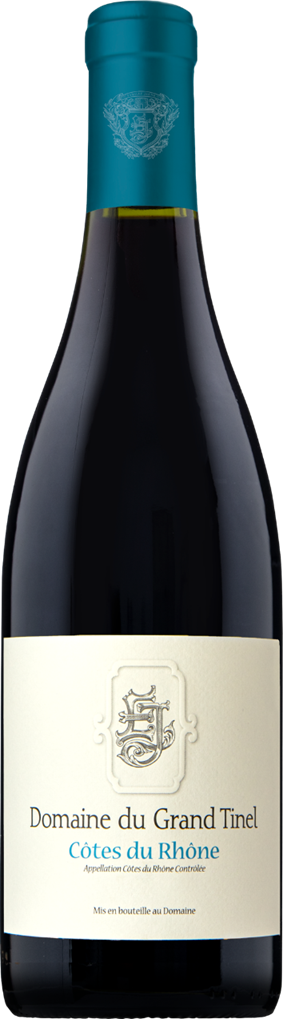 Domaine du Grand Tinel
Côtes du Rhône
Appellation Côtes du Rhône Contrôlée
Mis en bouteille au Domaine